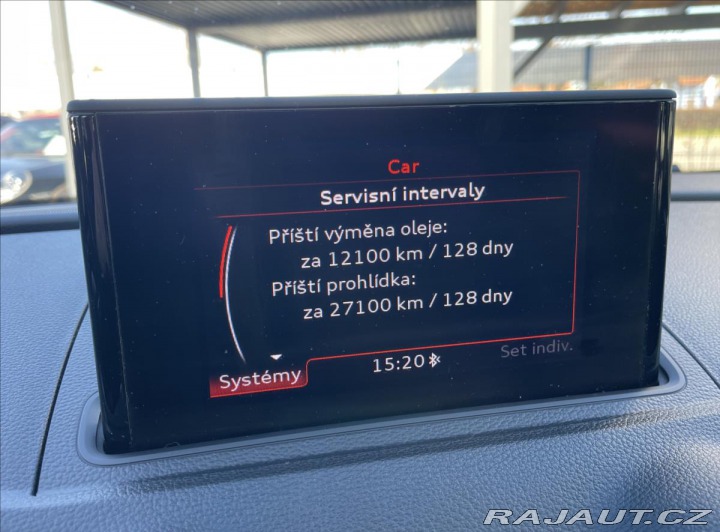 Car
Servisní intervaly
Příští výměna oleje:
za 12100 km / 128 dny
Příští prohlídka:
za 27100 km / 128 dny
Set indiv.
Systémy
15:20
RAJAUT.CZ